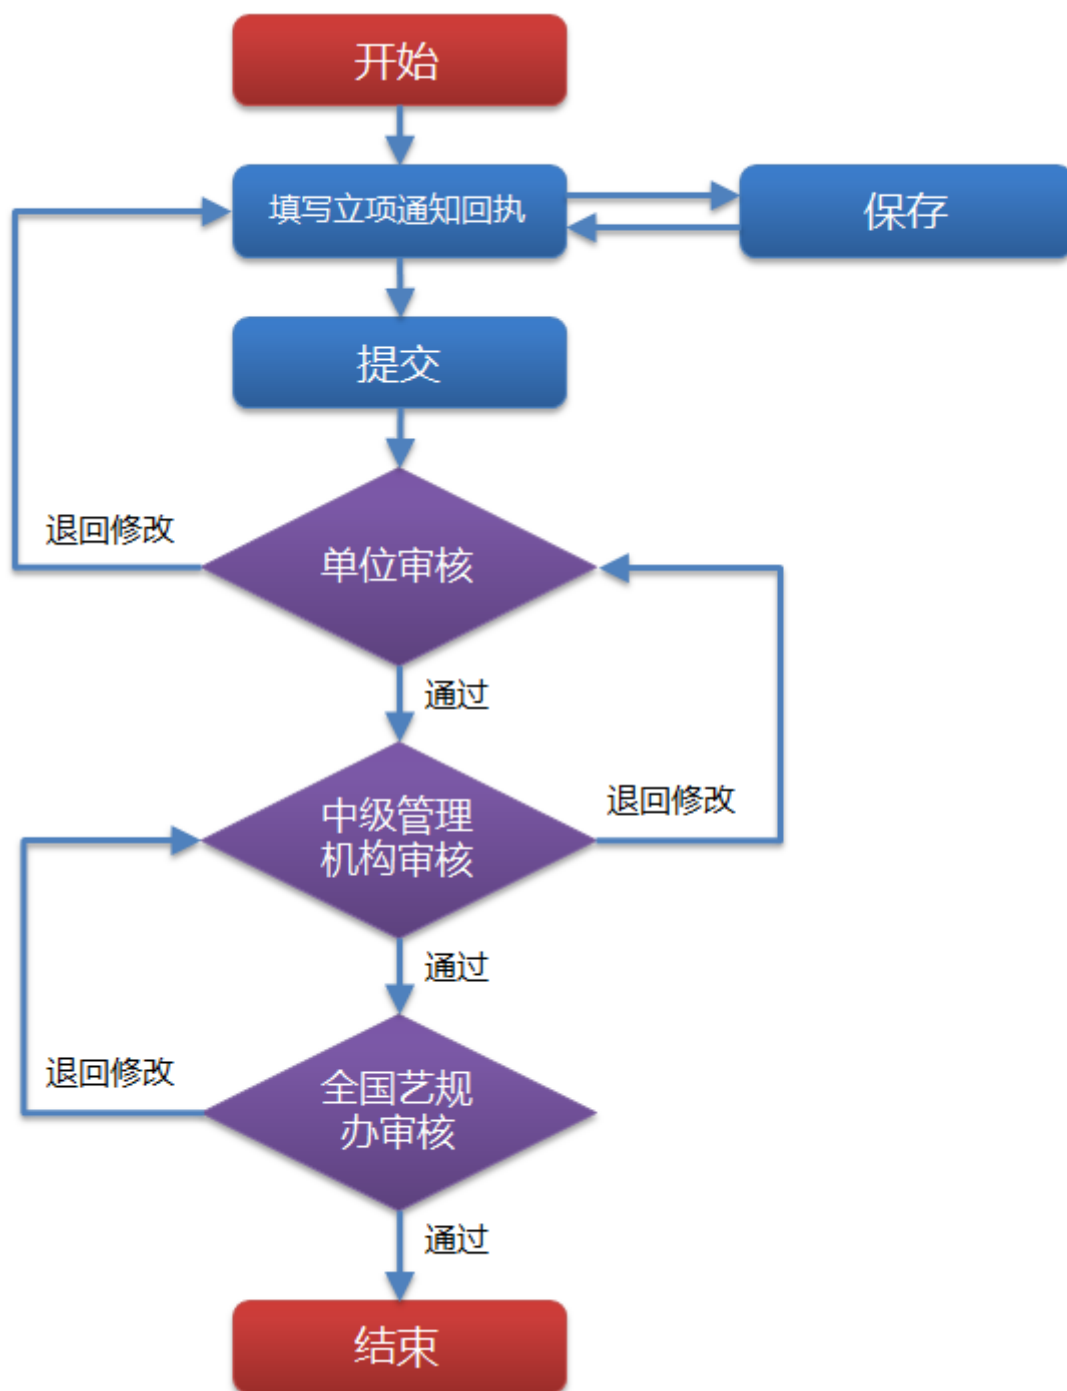 开始
填写立项通知回执
保存
提交
退回修改
单位审核
通过
中级管理
机构审核
退回修改
通过
退回修改
全国艺规
办审核
通过
结束